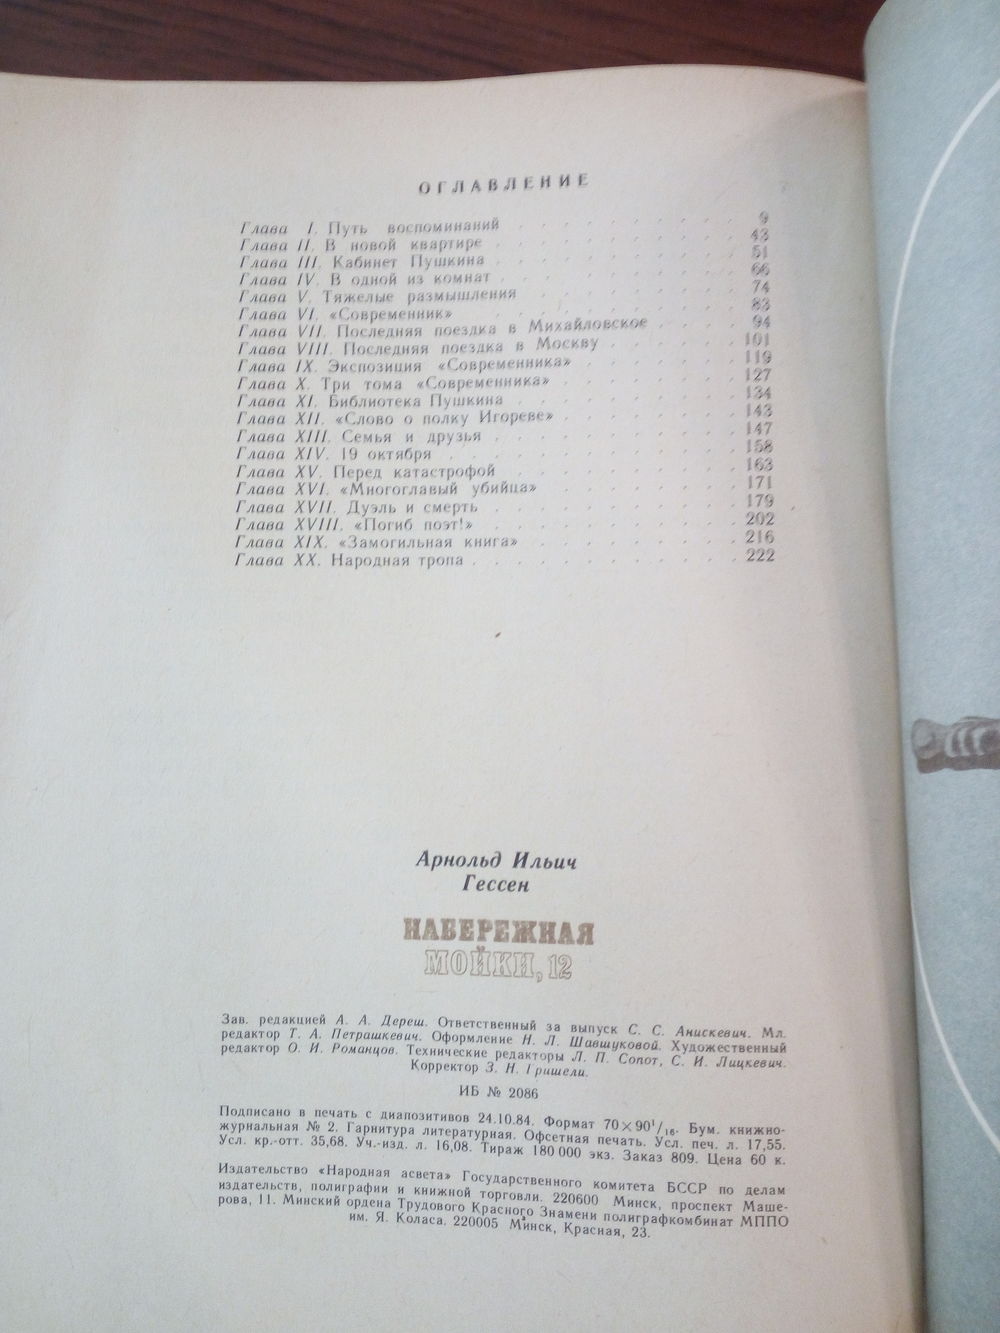 ОГЛАВЛЕНИЕ
Глава I. Путь воспоминаний . . . . . . . . . . . 9
Глава II. В новой квартире . . . . . . . . . . . 43
Глава III. Кабинет Пушкина . . . . . . . . . . . 51
Глава IV. В одной из комнат . . . . . . . . . . . 66
Глава V. Тяжелые размышления . . . . . . . . . . 74
Глава VI. «Современник» . . . . . . . . . . . . 83
Глава VII. Последняя поездка в Михайловское . . . . 94
Глава VIII. Последняя поездка в Москву . . . . . . 101
Глава IX. Экспозиция «Современника» . . . . . . . 119
Глава X. Три тома «Современника» . . . . . . . . 127
Глава XI. Библиотека Пушкина . . . . . . . . . . 134
Глава XII. «Слово о полку Игореве» . . . . . . . . 143
Глава XIII. Семья и друзья . . . . . . . . . . . 147
Глава XIV. 19 октября . . . . . . . . . . . . . 158
Глава XV. Перед катастрофой . . . . . . . . . . 163
Глава XVI. «Многоглавый убийца» . . . . . . . . 171
Глава XVII. Дуэль и смерть . . . . . . . . . . . 179
Глава XVIII. «Погиб поэт!» . . . . . . . . . . . 202
Глава XIX. «Замогильная книга» . . . . . . . . . 216
Глава XX. Народная тропа . . . . . . . . . . . . 222
Арнольд Ильич
Гессен
НАБЕРЕЖНАЯ
МОЙКИ, 12
Зав. редакцией А. А. Дереш. Ответственный за выпуск С. С. Анискевич. Мл.
редактор Т. А. Петрашкевич. Оформление Н. Л. Шавшуковой. Художественный
редактор О. И. Романцов. Технические редакторы Л. П. Сопот, С. И. Лицкевич.
Корректор З. Н. Гришели.
ИБ № 2086
Подписано в печать с диапозитивов 24.10.84. Формат 70×90¹/₁₆. Бум. книжно-
журнальная № 2. Гарнитура литературная. Офсетная печать. Усл. печ. л. 17,55.
Усл. кр.-отт. 35,68. Уч.-изд. л. 16,08. Тираж 180 000 экз. Заказ 809. Цена 60 к.
Издательство «Народная асвета» Государственного комитета БССР по делам
издательств, полиграфии и книжной торговли. 220600 Минск, проспект Маше-
рова, 11. Минский ордена Трудового Красного Знамени полиграфкомбинат МППО
им. Я. Коласа. 220005 Минск, Красная, 23.